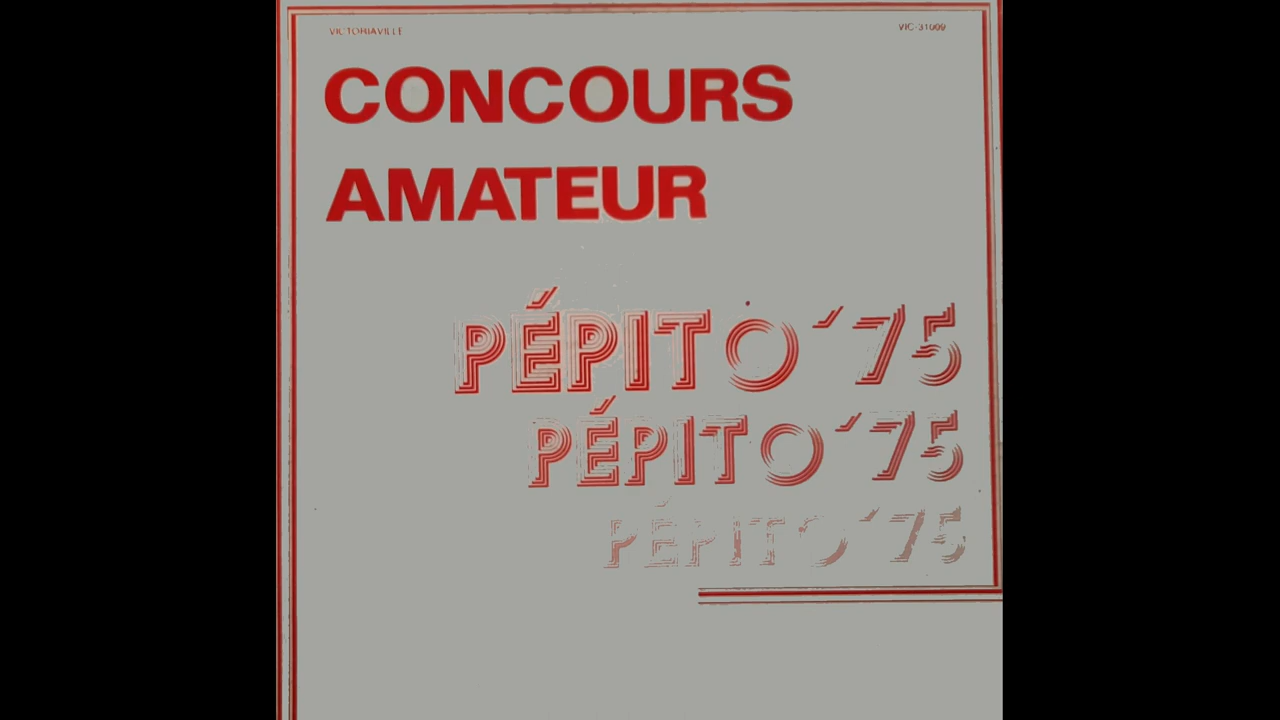 VICTORIAVILLE VIC-31009
CONCOURS
AMATEUR
PÉPITO '75
PÉPITO '75
PÉPITO '75